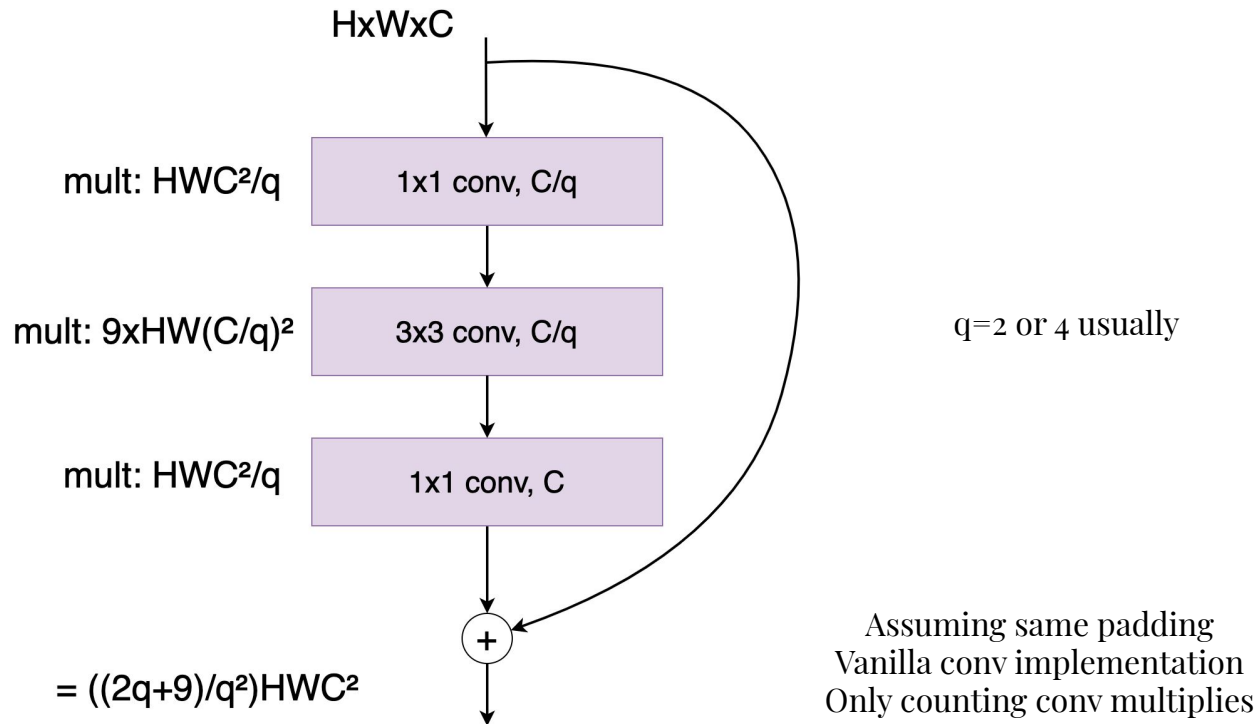 HxWxC
mult: HWC²/q
1x1 conv, C/q
mult: 9xHW(C/q)²
3x3 conv, C/q
q=2 or 4 usually
mult: HWC²/q
1x1 conv, C
+
= ((2q+9)/q²)HWC²
Assuming same padding
Vanilla conv implementation
Only counting conv multiplies